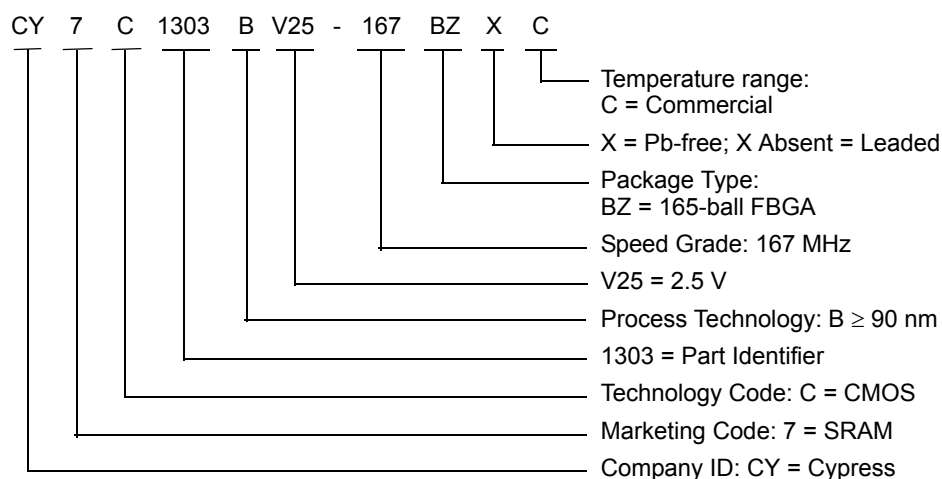 CY 7 C 1303 B V25 - 167 BZ X C
Temperature range:
C = Commercial
X = Pb-free; X Absent = Leaded
Package Type:
BZ = 165-ball FBGA
Speed Grade: 167 MHz
V25 = 2.5 V
Process Technology: B ≥ 90 nm
1303 = Part Identifier
Technology Code: C = CMOS
Marketing Code: 7 = SRAM
Company ID: CY = Cypress